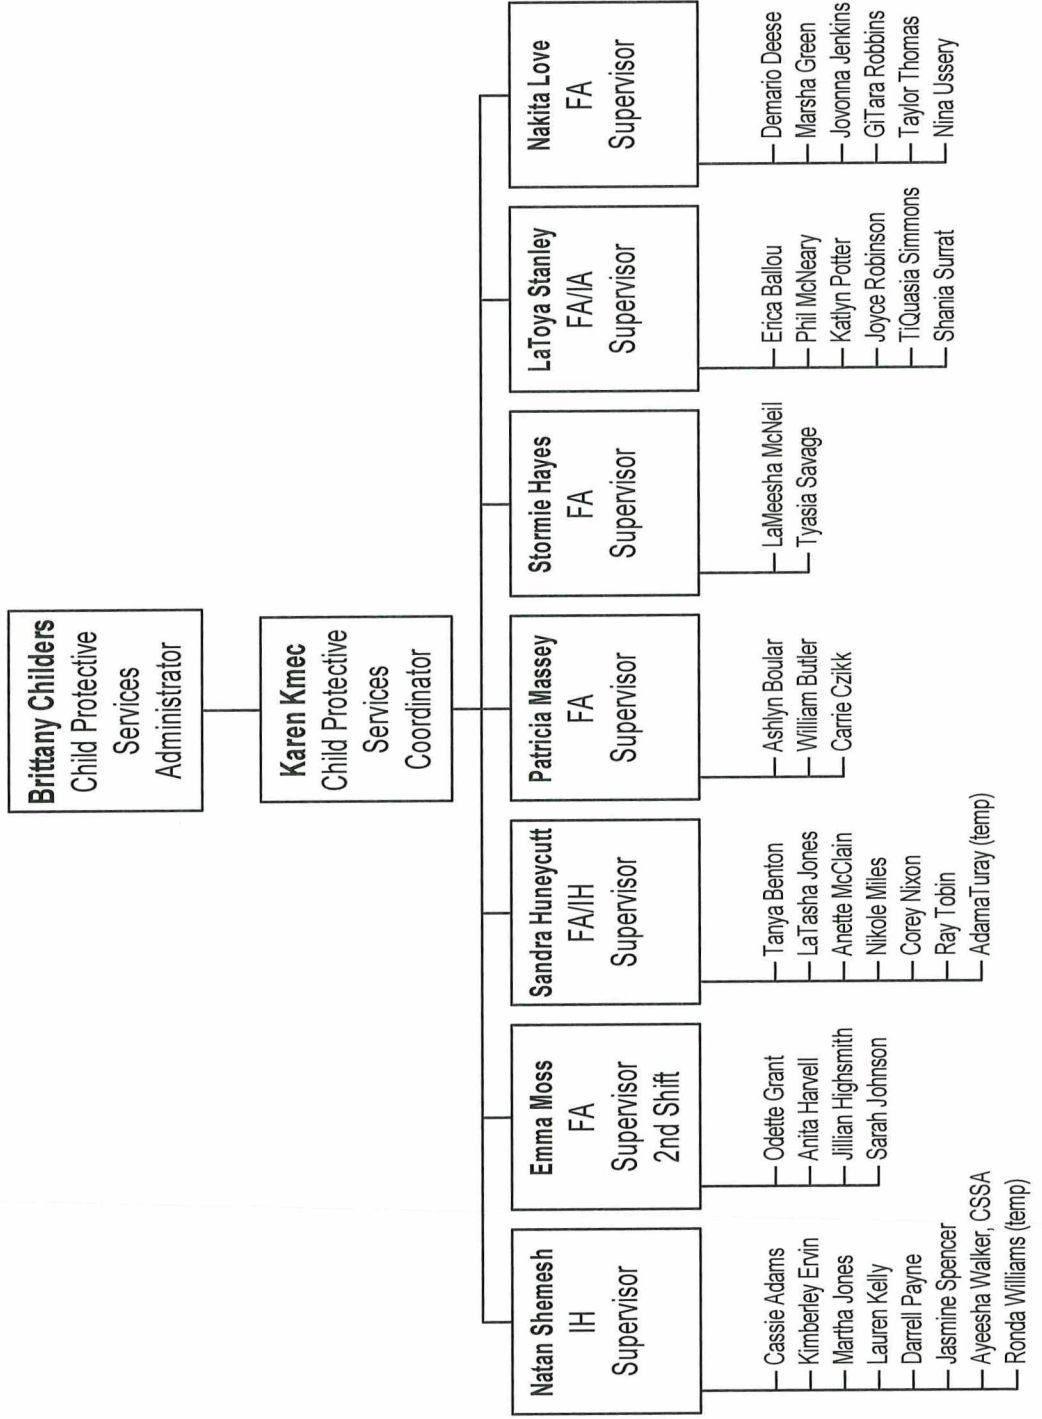 Brittany Childers
Child Protective
Services
Administrator
Karen Kmec
Child Protective
Services
Coordinator
Natan Shemesh
IH
Supervisor
Cassie Adams
Kimberley Ervin
Martha Jones
Lauren Kelly
Darrell Payne
Jasmine Spencer
Ayeesha Walker, CSSA
Ronda Williams (temp)
Emma Moss
FA
Supervisor
2nd Shift
Odette Grant
Anita Harvell
Jillian Highsmith
Sarah Johnson
Sandra Huneycutt
FA/IH
Supervisor
Tanya Benton
LaTasha Jones
Anette McClain
Nikole Miles
Corey Nixon
Ray Tobin
AdamaTuray (temp)
Patricia Massey
FA
Supervisor
Ashlyn Boular
William Butler
Carrie Czikk
Stormie Hayes
FA
Supervisor
LaMeesha McNeil
Tyasia Savage
LaToya Stanley
FA/IA
Supervisor
Erica Ballou
Phil McNeary
Katlyn Potter
Joyce Robinson
TiQuasia Simmons
Shania Surrat
Nakita Love
FA
Supervisor
Demario Deese
Marsha Green
Jovonna Jenkins
GiTara Robbins
Taylor Thomas
Nina Ussery